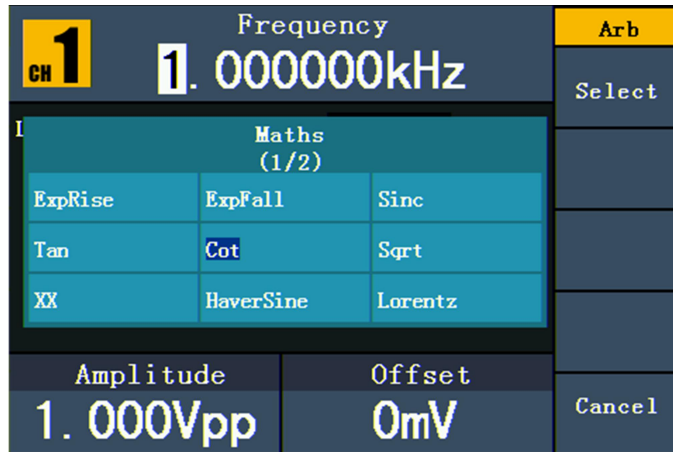 CH 1
Frequency
1.000000kHz
Arb
Select
L
Maths
(1/2)
ExpRise ExpFall Sinc
Tan Cot Sqrt
XX HaverSine Lorentz
Amplitude Offset
1.000Vpp 0mV
Cancel